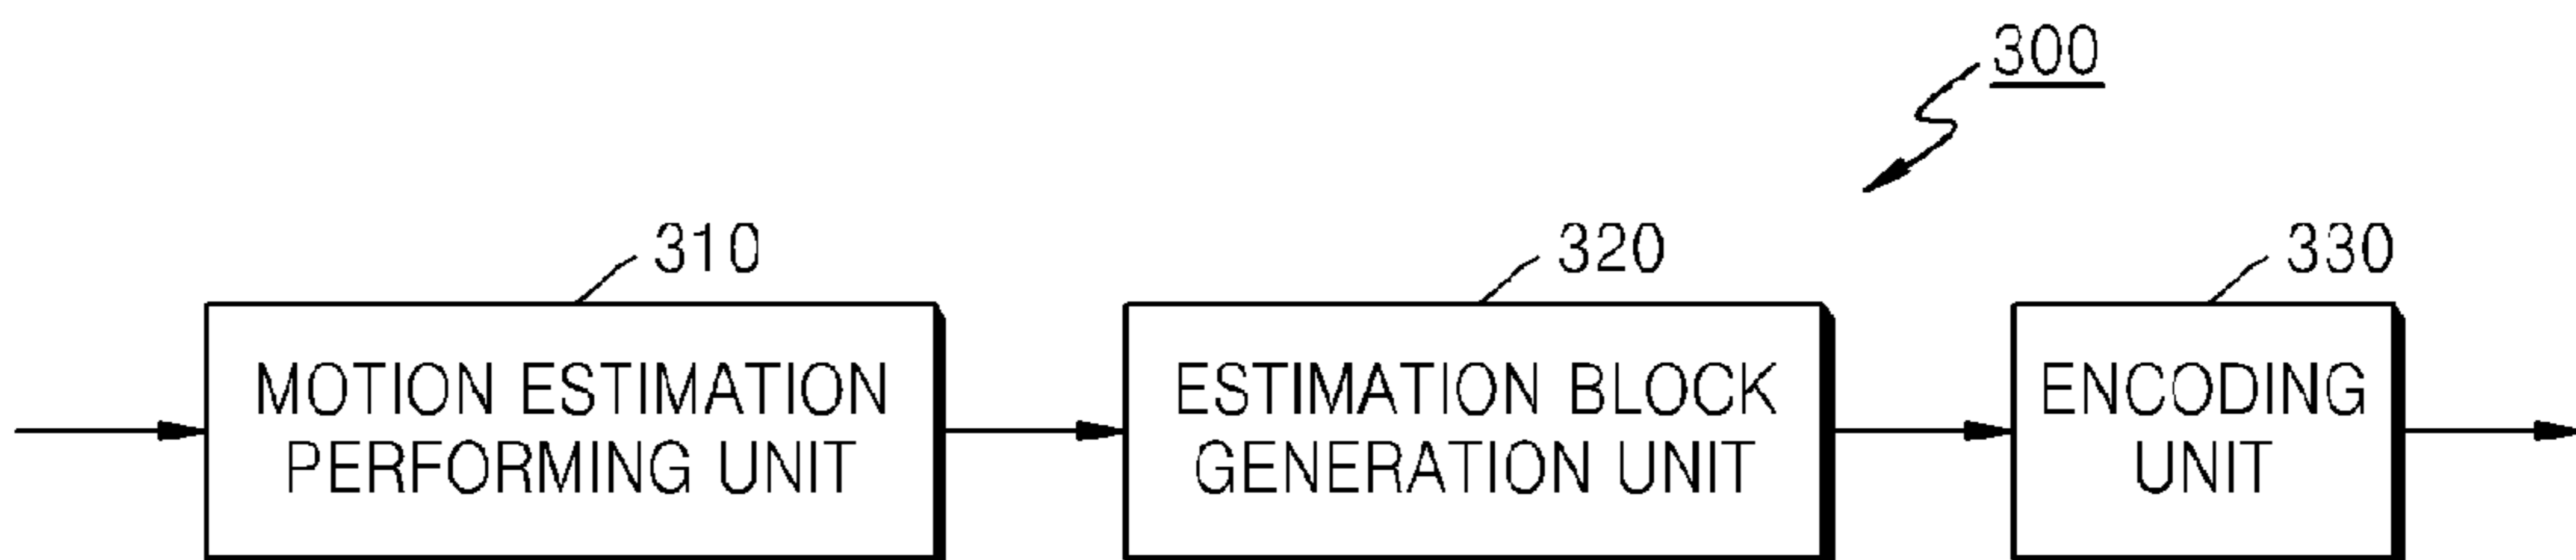 300
310
320
330
MOTION ESTIMATION
PERFORMING UNIT
ESTIMATION BLOCK
GENERATION UNIT
ENCODING
UNIT